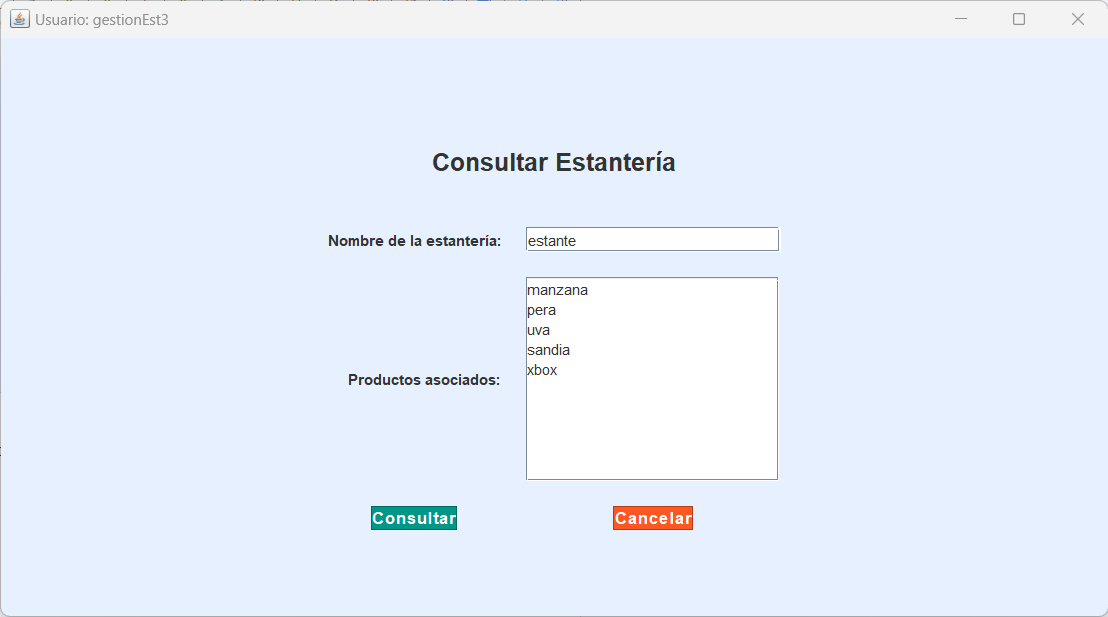 Usuario: gestionEst3
Consultar Estantería
Nombre de la estantería: estante
manzana
pera
uva
sandia
xbox
Productos asociados:
Consultar Cancelar